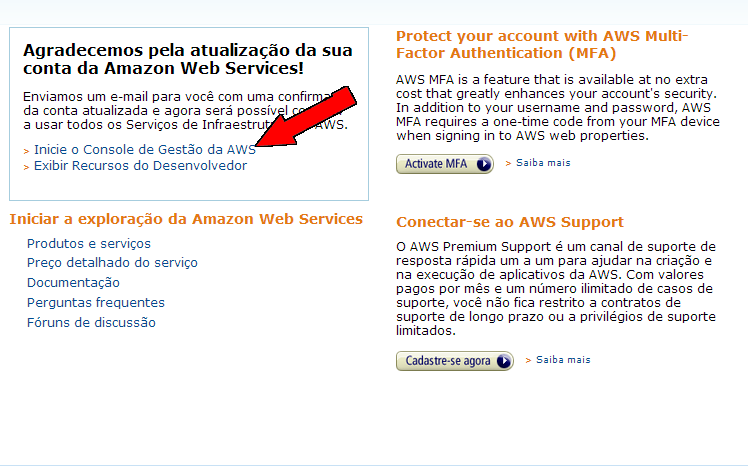 Agradecemos pela atualização da sua
conta da Amazon Web Services!
Enviamos um e-mail para você com uma confirma
da conta atualizada e agora será possível co
a usar todos os Serviços de Infraestrut AWS.
> Inicie o Console de Gestão da AWS
> Exibir Recursos do Desenvolvedor
Iniciar a exploração da Amazon Web Services
Produtos e serviços
Preço detalhado do serviço
Documentação
Perguntas frequentes
Fóruns de discussão
Protect your account with AWS Multi-
Factor Authentication (MFA)
AWS MFA is a feature that is available at no extra
cost that greatly enhances your account's security.
In addition to your username and password, AWS
MFA requires a one-time code from your MFA device
when signing in to AWS web properties.
Activate MFA > Saiba mais
Conectar-se ao AWS Support
O AWS Premium Support é um canal de suporte de
resposta rápida um a um para ajudar na criação e
na execução de aplicativos da AWS. Com valores
pagos por mês e um número ilimitado de casos de
suporte, você não fica restrito a contratos de
suporte de longo prazo ou a privilégios de suporte
limitados.
Cadastre-se agora > Saiba mais